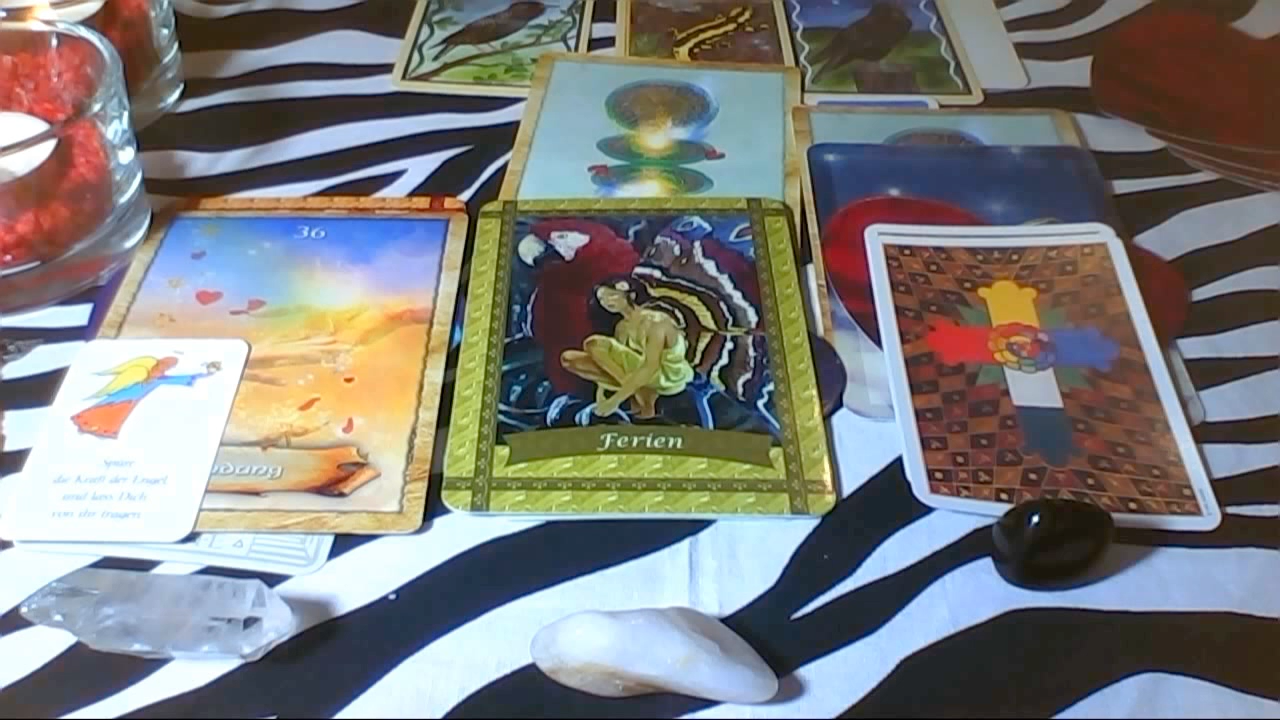 36
Ferien
Spüre
die Kraft der Engel
und lass Dich
von ihr tragen